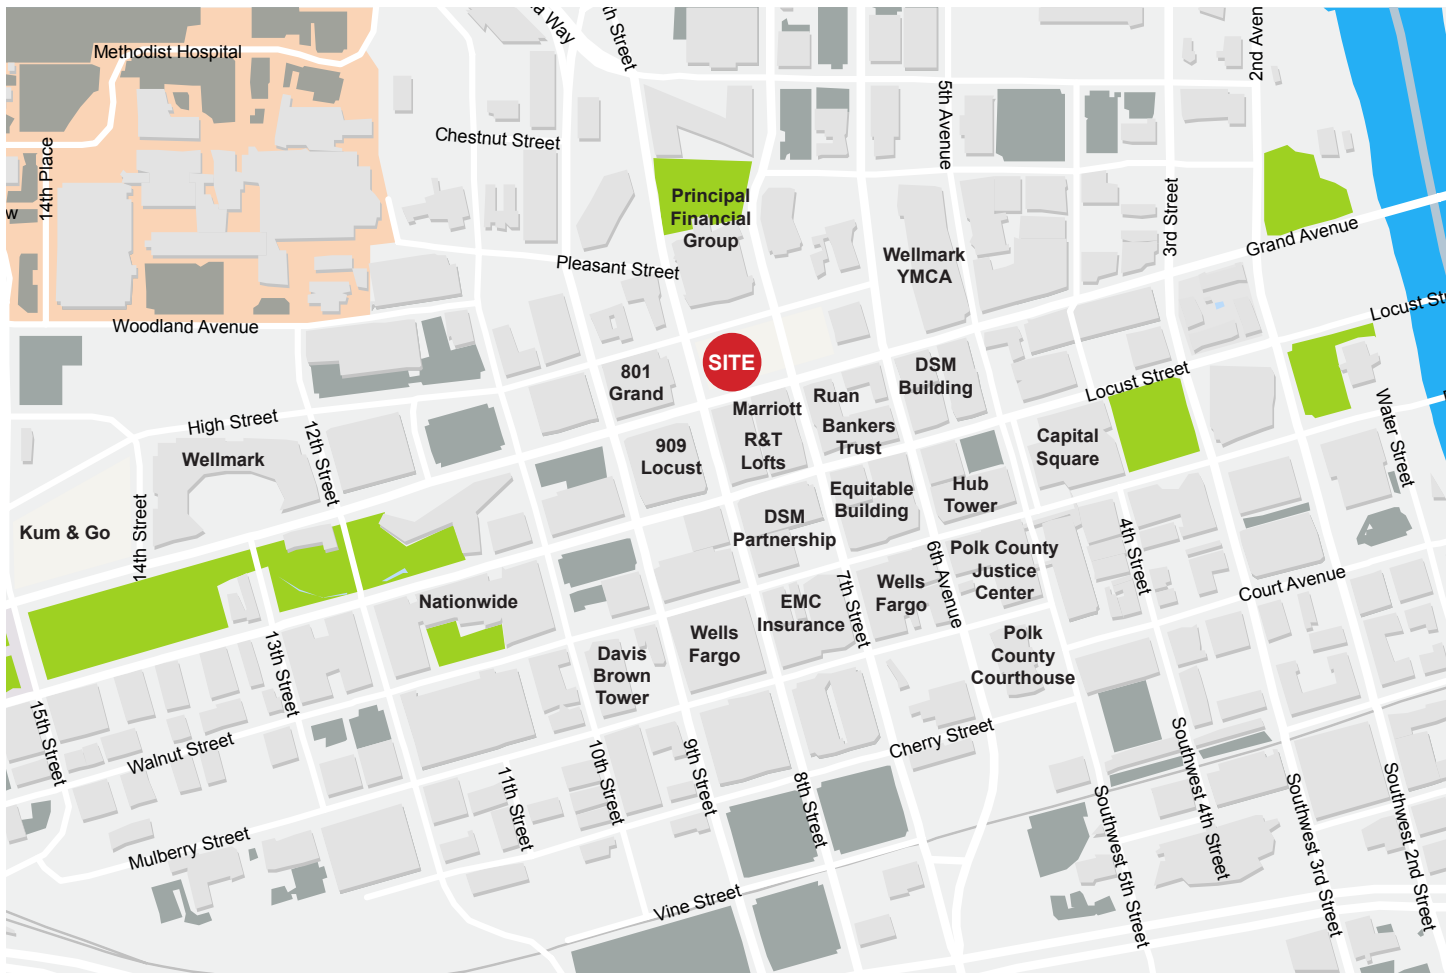 a Way
th Street
2nd Aven
Methodist Hospital
14th Place
w
Chestnut Street
5th Avenue
Principal
Financial
Group
3rd Street
Grand Avenue
Wellmark
YMCA
Pleasant Street
Woodland Avenue
Locust Str
SITE
801
Grand
DSM
Building
Locust Street
Ruan
Marriott
High Street
Bankers
Trust
Water Street
R&T
Lofts
909
Locust
Capital
Square
12th Street
Wellmark
Equitable
Building
Hub
Tower
14th Street
Kum & Go
DSM
Partnership
4th Street
6th Avenue
Polk County
Justice
Center
7th Street
Wells
Fargo
Court Avenue
Nationwide
EMC
Insurance
Wells
Fargo
Polk
County
Courthouse
13th Street
Davis
Brown
Tower
15th Street
Walnut Street
Cherry Street
10th Street
9th Street
8th Street
11th Street
Southwest 4th Street
Southwest 5th Street
Southwest 3rd Street
Southwest 2nd Street
Mulberry Street
Vine Street